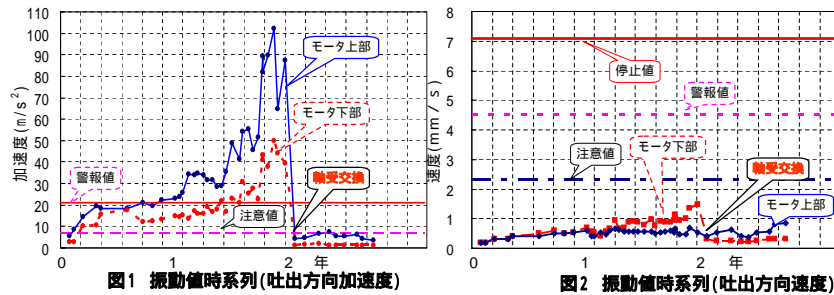 加速度(m/s²)
110
100
90
80
70
60
50
40
30
20
10
0
モータ上部
モータ下部
警報値
注意値
軸受交換
0
1
2
年
図1 振動値時系列(吐出方向加速度)
速度(mm/s)
8
7
6
5
4
3
2
1
0
停止値
警報値
注意値
モータ下部
軸受交換
モータ上部
0
1
2
年
図2 振動値時系列(吐出方向速度)